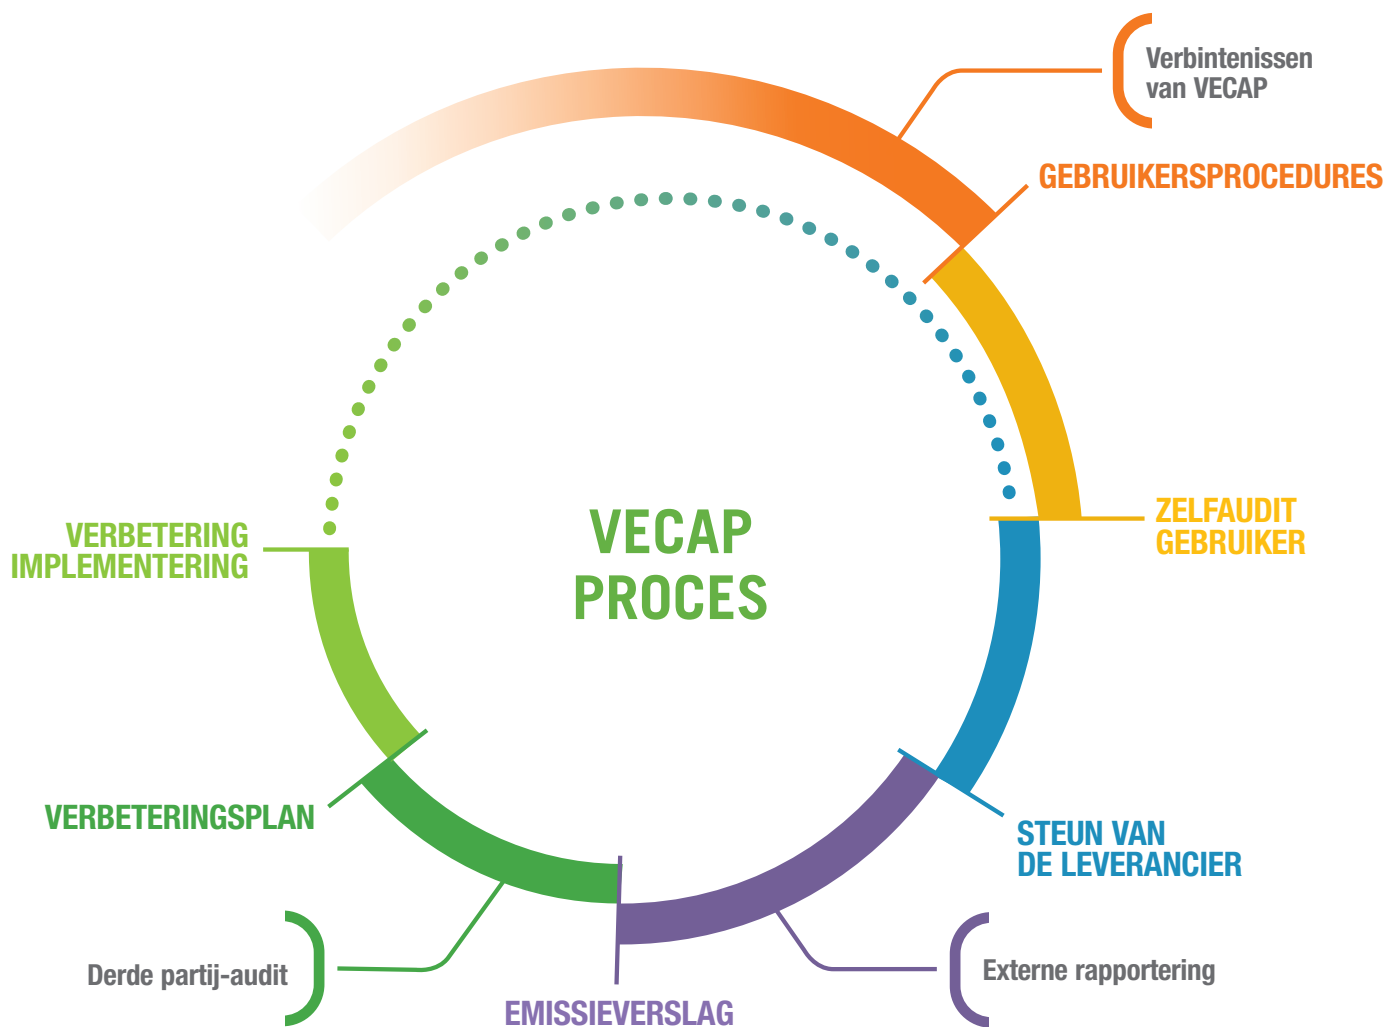 Verbintenissen
van VECAP
GEBRUIKERSPROCEDURES
ZELFAUDIT
GEBRUIKER
VECAP
PROCES
VERBETERING
IMPLEMENTERING
VERBETERINGSPLAN
STEUN VAN
DE LEVERANCIER
Derde partij-audit
Externe rapportering
EMISSIEVERSLAG